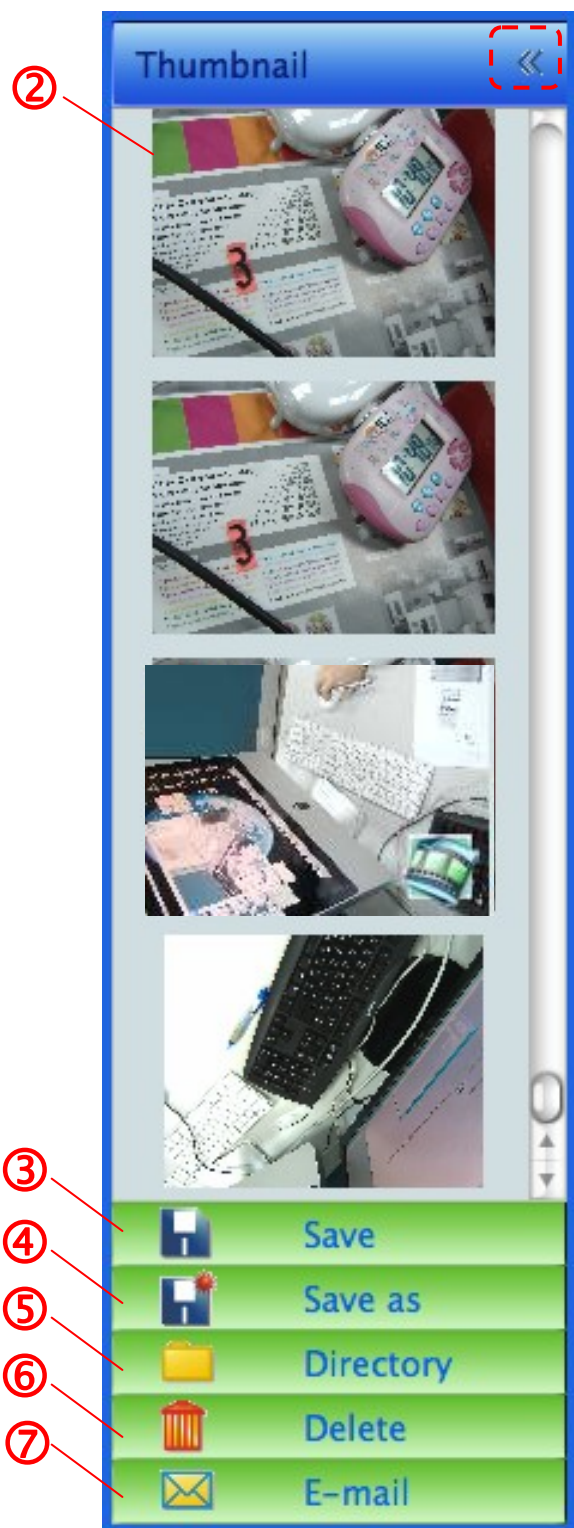 Thumbnail «
②
3
3
③ Save
④ Save as
⑤ Directory
⑥ Delete
⑦ E-mail